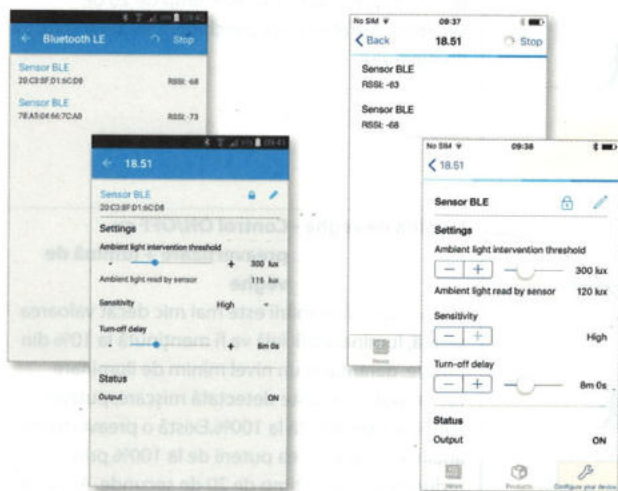 09:40
← Bluetooth LE Stop
Sensor BLE
20:C3:8F:D1:6C:D8 RSSI: -68
Sensor BLE
78:A5:04:66:7C:A0 RSSI: -73
09:41
← 18.51
Sensor BLE
20:C3:8F:D1:6C:D8
Settings
Ambient light intervention threshold
- + 300 lux
Ambient light read by sensor 116 lux
Sensitivity High
Turn-off delay
- + 8m 0s
Status
Output ON
No SIM 09:37
Back 18.51 Stop
Sensor BLE
RSSI: -63
Sensor BLE
RSSI: -68
No SIM 09:38
18.51
Sensor BLE
Settings
Ambient light intervention threshold
- + 300 lux
Ambient light read by sensor 120 lux
Sensitivity
- + High
Turn-off delay
- + 8m 0s
Status
Output ON
News Products Configure your device